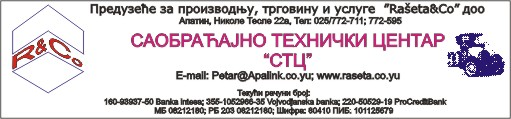 Предузеће за производњу, трговину и услуге "Rašeta&Co" доо
Апатин, Николе Тесле 22а, Тел: 025/772-711; 772-595
R&Co
САОБРАЋАЈНО ТЕХНИЧКИ ЦЕНТАР
"СТЦ"
E-mail: Petar@Apalink.co.yu; www.raseta.co.yu
Текући рачуни број:
160-93937-50 Banka Intesa; 355-1052966-35 Vojvodjanska banka; 220-50529-19 ProCreditBank
МБ 08212180; РБ 203 08212160; Шифра: 60410 ПИБ: 101125679